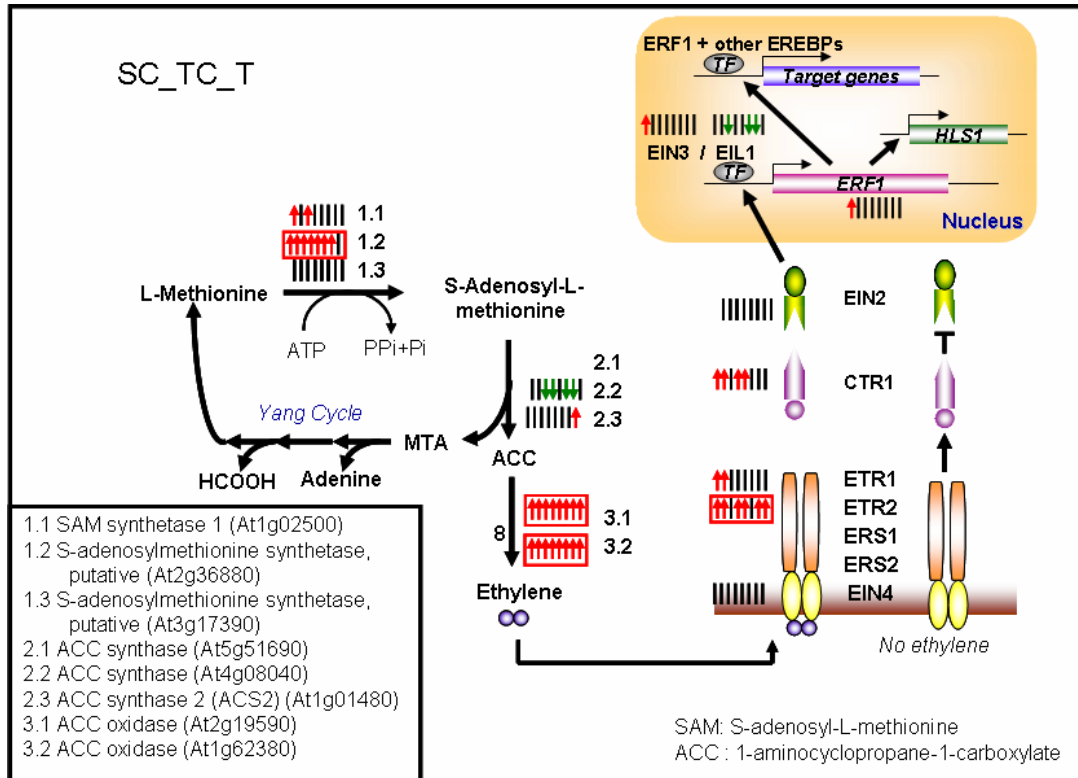 SC_TC_T
ERF1 + other EREBPs
TF
Target genes
HLS1
EIN3 / EIL1
TF
ERF1
Nucleus
1.1
1.2
1.3
L-Methionine
S-Adenosyl-L-
methionine
ATP
PPi+Pi
2.1
2.2
2.3
Yang Cycle
MTA
ACC
HCOOH
Adenine
8
3.1
3.2
Ethylene
EIN2
CTR1
ETR1
ETR2
ERS1
ERS2
EIN4
No ethylene
1.1 SAM synthetase 1 (At1g02500)
1.2 S-adenosylmethionine synthetase,
putative (At2g36880)
1.3 S-adenosylmethionine synthetase,
putative (At3g17390)
2.1 ACC synthase (At5g51690)
2.2 ACC synthase (At4g08040)
2.3 ACC synthase 2 (ACS2) (At1g01480)
3.1 ACC oxidase (At2g19590)
3.2 ACC oxidase (At1g62380)
SAM: S-adenosyl-L-methionine
ACC : 1-aminocyclopropane-1-carboxylate